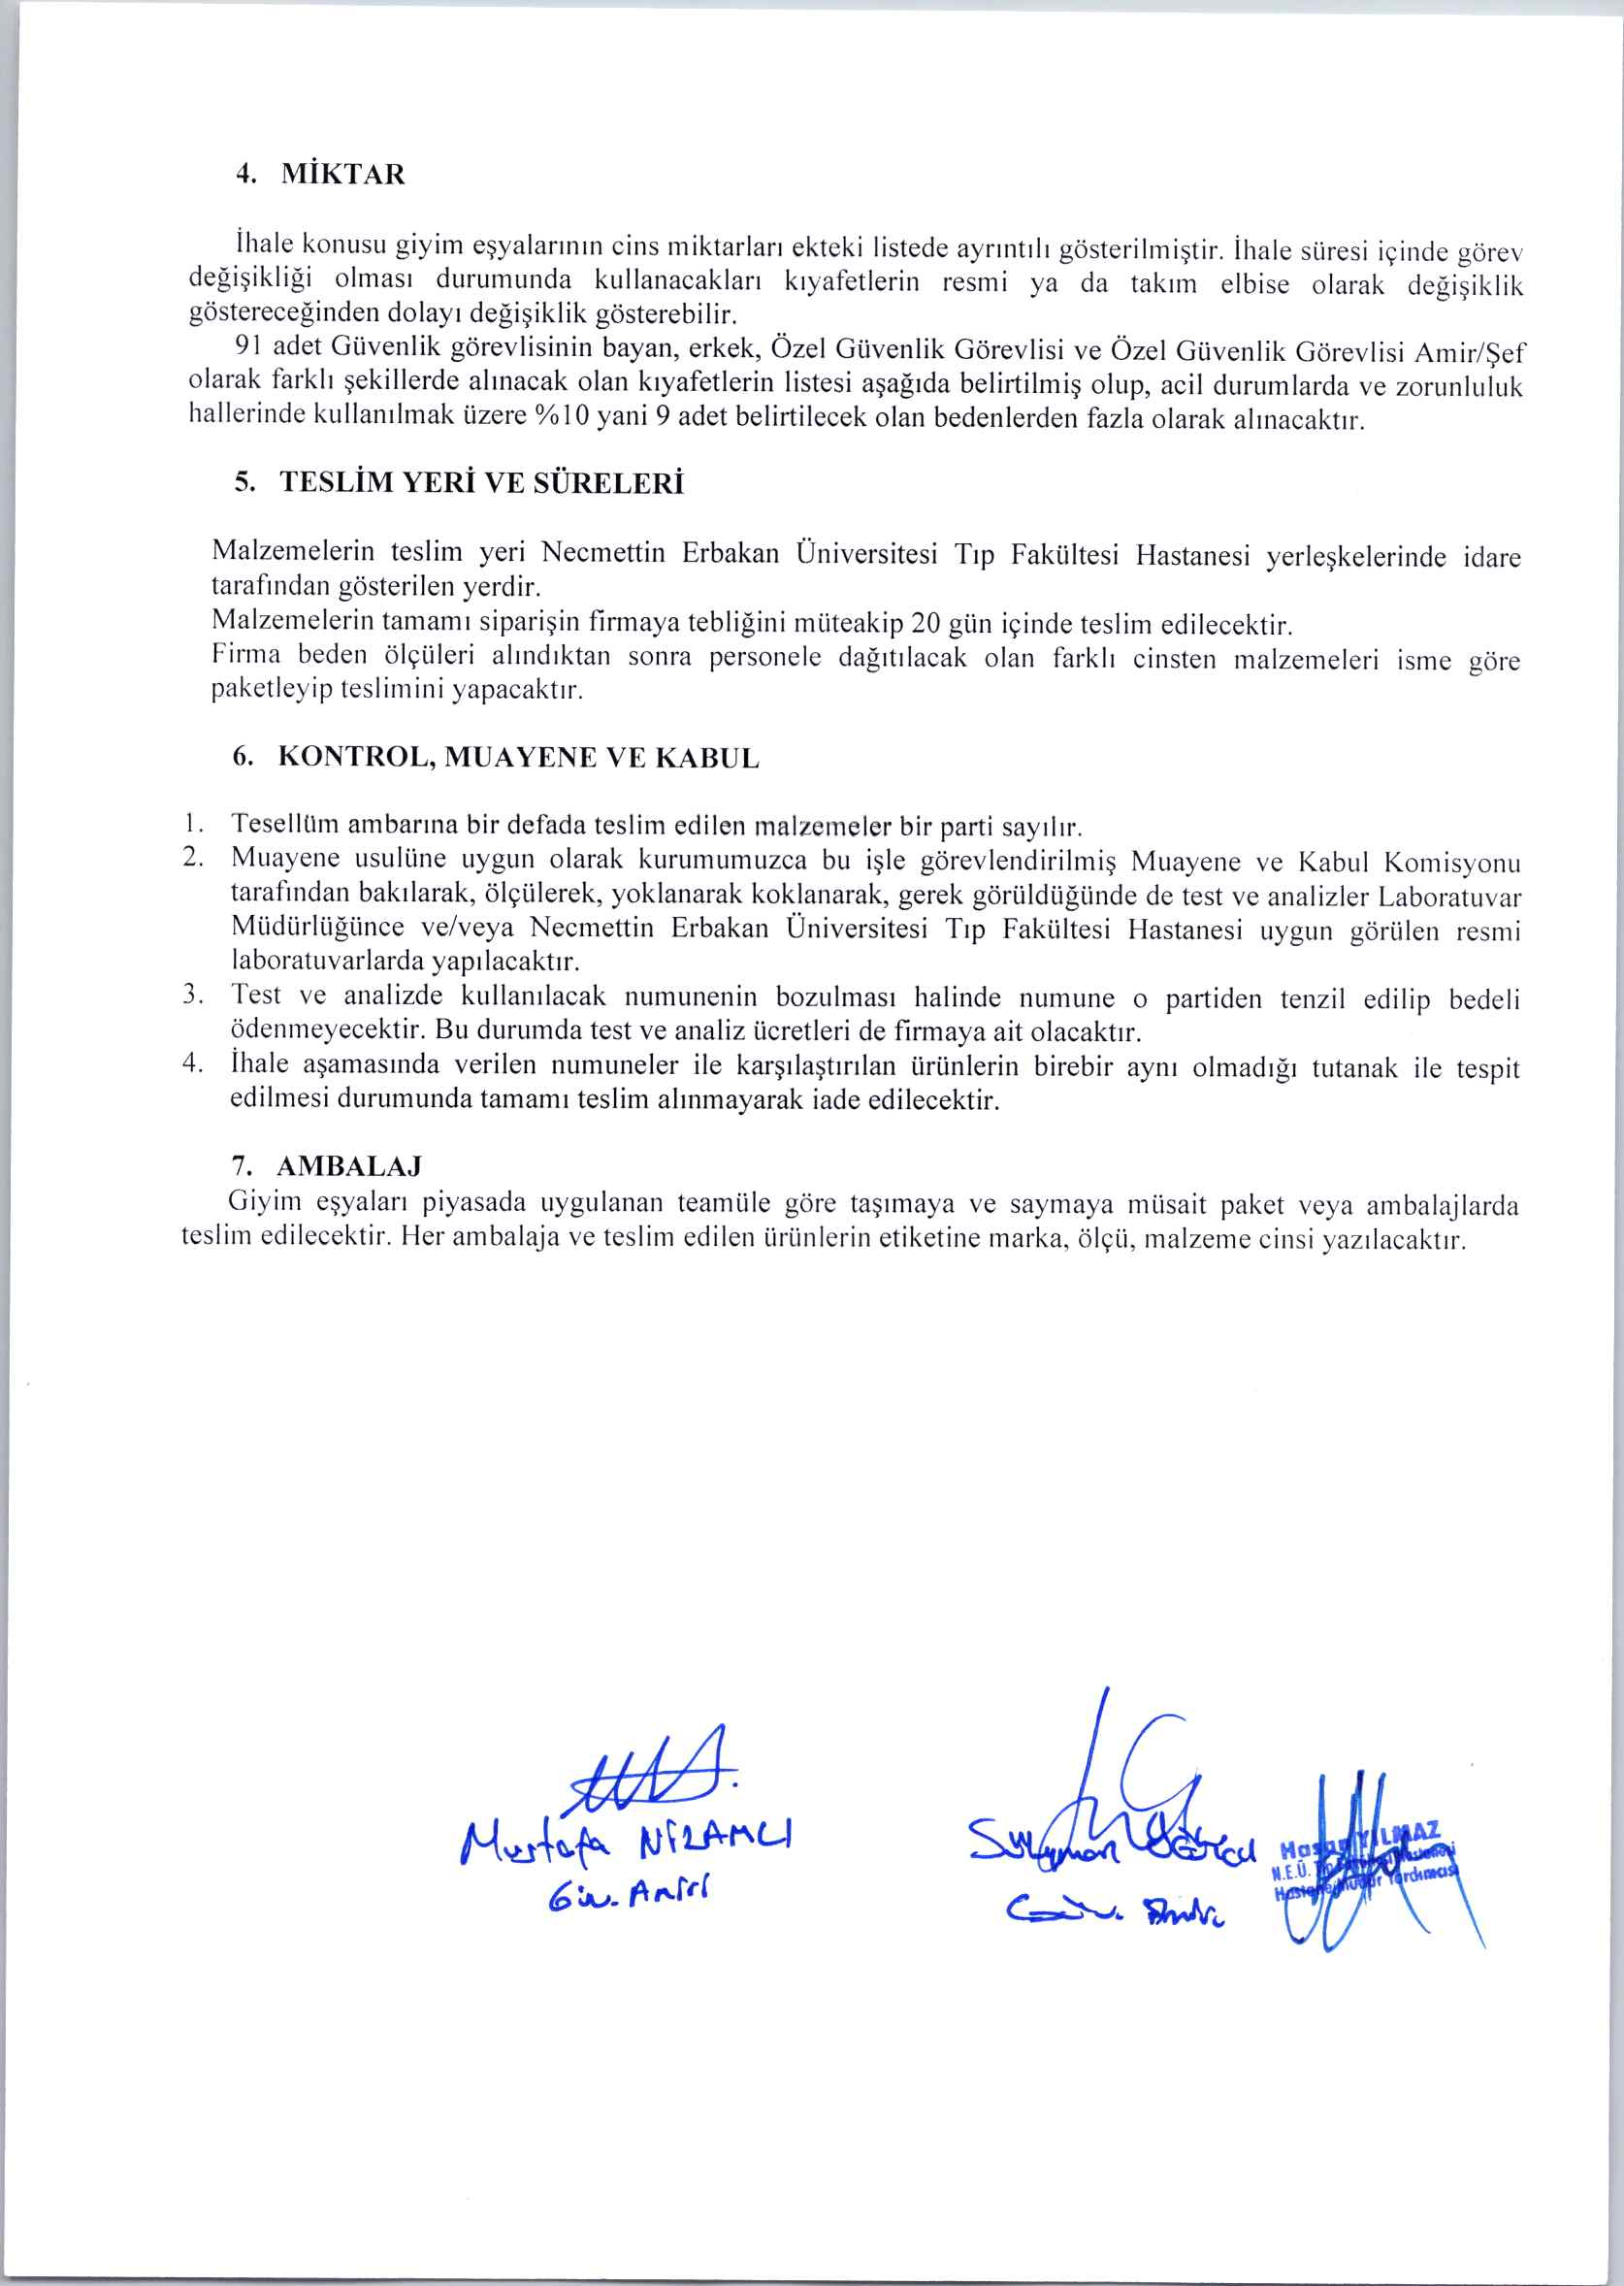 4. MİKTAR
İhale konusu giyim eşyalarının cins miktarları ekteki listede ayrıntılı gösterilmiştir. İhale süresi içinde görev
değişikliği olması durumunda kullanacakları kıyafetlerin resmi ya da takım elbise olarak değişiklik
göstereceğinden dolayı değişiklik gösterebilir.
91 adet Güvenlik görevlisinin bayan, erkek, Özel Güvenlik Görevlisi ve Özel Güvenlik Görevlisi Amir/Şef
olarak farklı şekillerde alınacak olan kıyafetlerin listesi aşağıda belirtilmiş olup, acil durumlarda ve zorunluluk
hallerinde kullanılmak üzere %10 yani 9 adet belirtilecek olan bedenlerden fazla olarak alınacaktır.
5. TESLİM YERİ VE SÜRELERİ
Malzemelerin teslim yeri Necmettin Erbakan Üniversitesi Tıp Fakültesi Hastanesi yerleşkelerinde idare
tarafından gösterilen yerdir.
Malzemelerin tamamı siparişin firmaya tebliğini müteakip 20 gün içinde teslim edilecektir.
Firma beden ölçüleri alındıktan sonra personele dağıtılacak olan farklı cinsten malzemeleri isme göre
paketleyip teslimini yapacaktır.
6. KONTROL, MUAYENE VE KABUL
1. Tesellüm ambarına bir defada teslim edilen malzemeler bir parti sayılır.
2. Muayene usulüne uygun olarak kurumumuzca bu işle görevlendirilmiş Muayene ve Kabul Komisyonu
tarafından bakılarak, ölçülerek, yoklanarak koklanarak, gerek görüldüğünde de test ve analizler Laboratuvar
Müdürlüğünce ve/veya Necmettin Erbakan Üniversitesi Tıp Fakültesi Hastanesi uygun görülen resmi
laboratuvarlarda yapılacaktır.
3. Test ve analizde kullanılacak numunenin bozulması halinde numune o partiden tenzil edilip bedeli
ödenmeyecektir. Bu durumda test ve analiz ücretleri de firmaya ait olacaktır.
4. İhale aşamasında verilen numuneler ile karşılaştırılan ürünlerin birebir aynı olmadığı tutanak ile tespit
edilmesi durumunda tamamı teslim alınmayarak iade edilecektir.
7. AMBALAJ
Giyim eşyaları piyasada uygulanan teamüle göre taşımaya ve saymaya müsait paket veya ambalajlarda
teslim edilecektir. Her ambalaja ve teslim edilen ürünlerin etiketine marka, ölçü, malzeme cinsi yazılacaktır.
Mustafa NİZAMLI
Güv. Amiri
Süleyman
Güv.
Hasan YILMAZ
N.E.Ü. Tıp Fakültesi Hastanesi
Hastane Müdür Yardımcısı